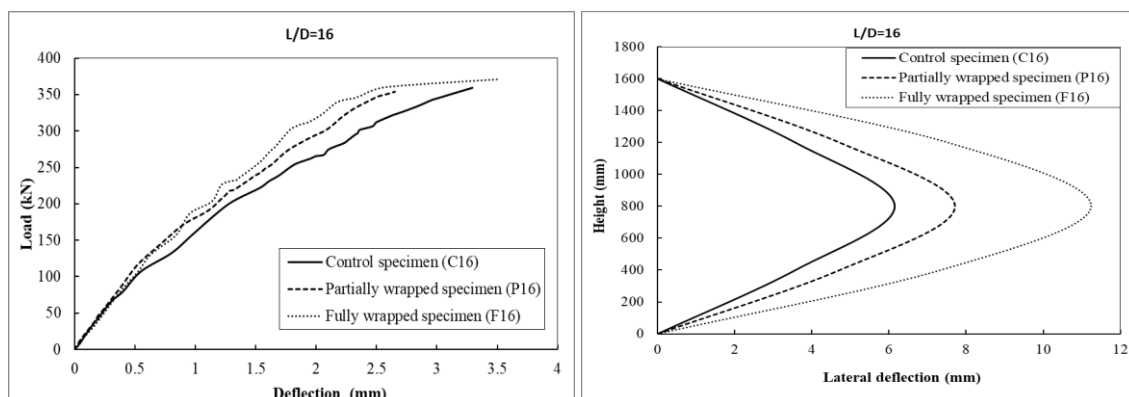 L/D=16
400
350
300
250
200
150
100
50
0
Load (kN)
Control specimen (C16)
Partially wrapped specimen (P16)
Fully wrapped specimen (F16)
0 0.5 1 1.5 2 2.5 3 3.5 4
Deflection (mm)
L/D=16
1800
1600
1400
1200
1000
800
600
400
200
0
Height (mm)
Control specimen (C16)
Partially wrapped specimen (P16)
Fully wrapped specimen (F16)
0 2 4 6 8 10 12
Lateral deflection (mm)